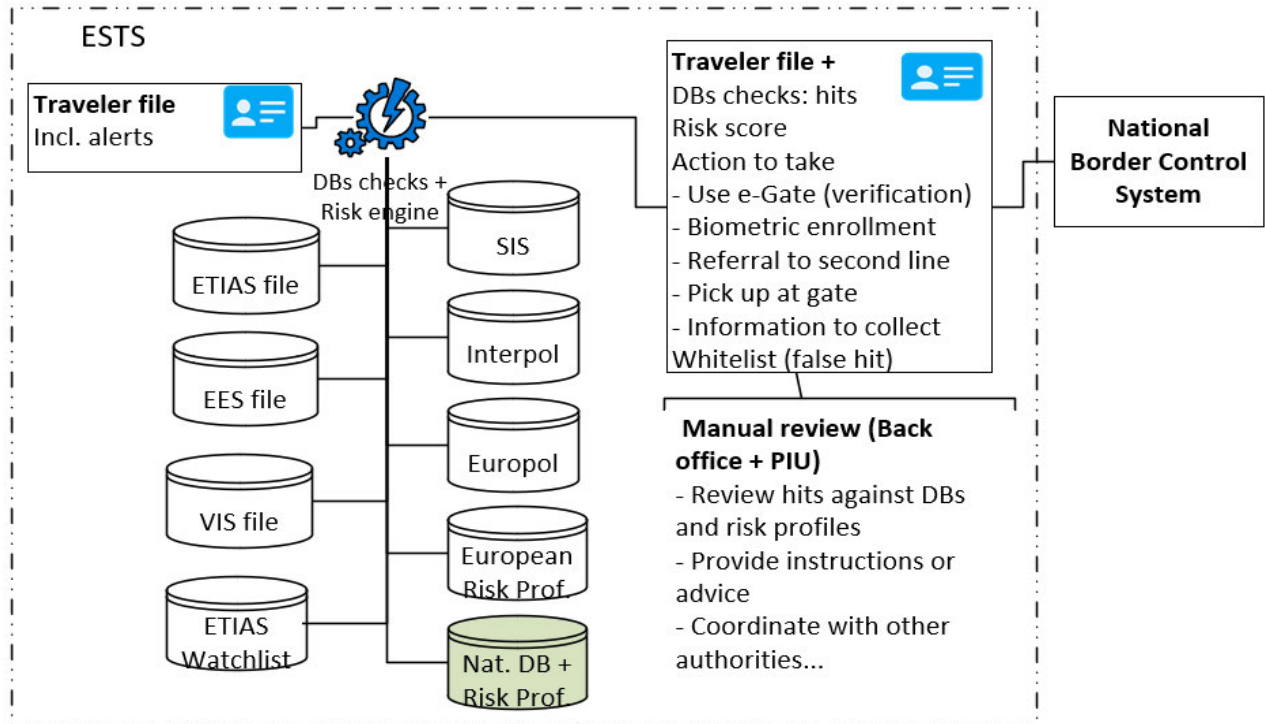 ESTS
Traveler file
Incl. alerts
DBs checks +
Risk engine
ETIAS file
EES file
VIS file
ETIAS
Watchlist
SIS
Interpol
Europol
European
Risk Prof.
Nat. DB +
Risk Prof.
Traveler file +
DBs checks: hits
Risk score
Action to take
- Use e-Gate (verification)
- Biometric enrollment
- Referral to second line
- Pick up at gate
- Information to collect
Whitelist (false hit)
Manual review (Back
office + PIU)
- Review hits against DBs
and risk profiles
- Provide instructions or
advice
- Coordinate with other
authorities...
National
Border Control
System